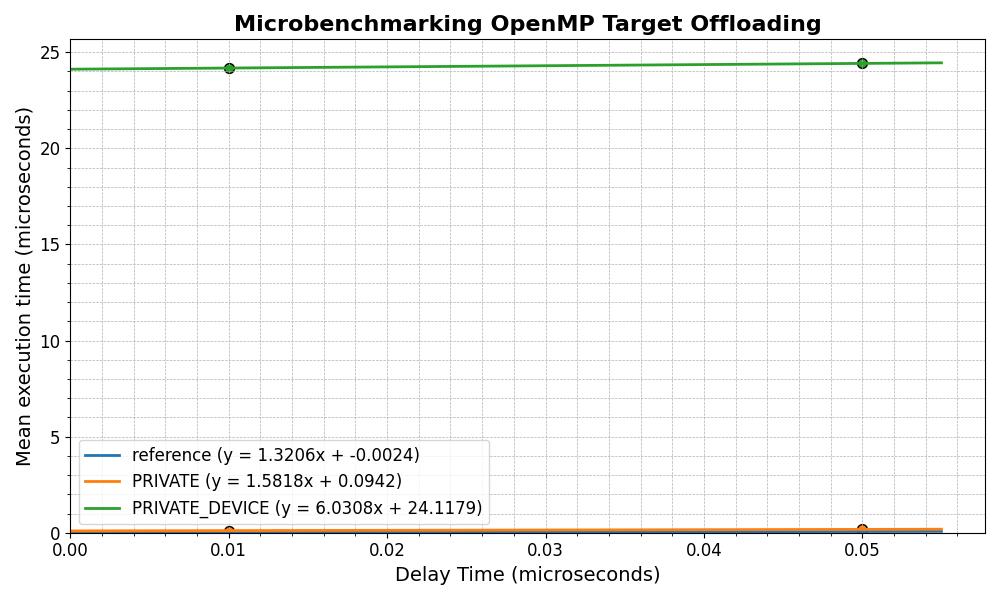 Microbenchmarking OpenMP Target Offloading
Mean execution time (microseconds)
25
20
15
10
5
0
reference (y = 1.3206x + -0.0024)
PRIVATE (y = 1.5818x + 0.0942)
PRIVATE_DEVICE (y = 6.0308x + 24.1179)
0.00 0.01 0.02 0.03 0.04 0.05
Delay Time (microseconds)